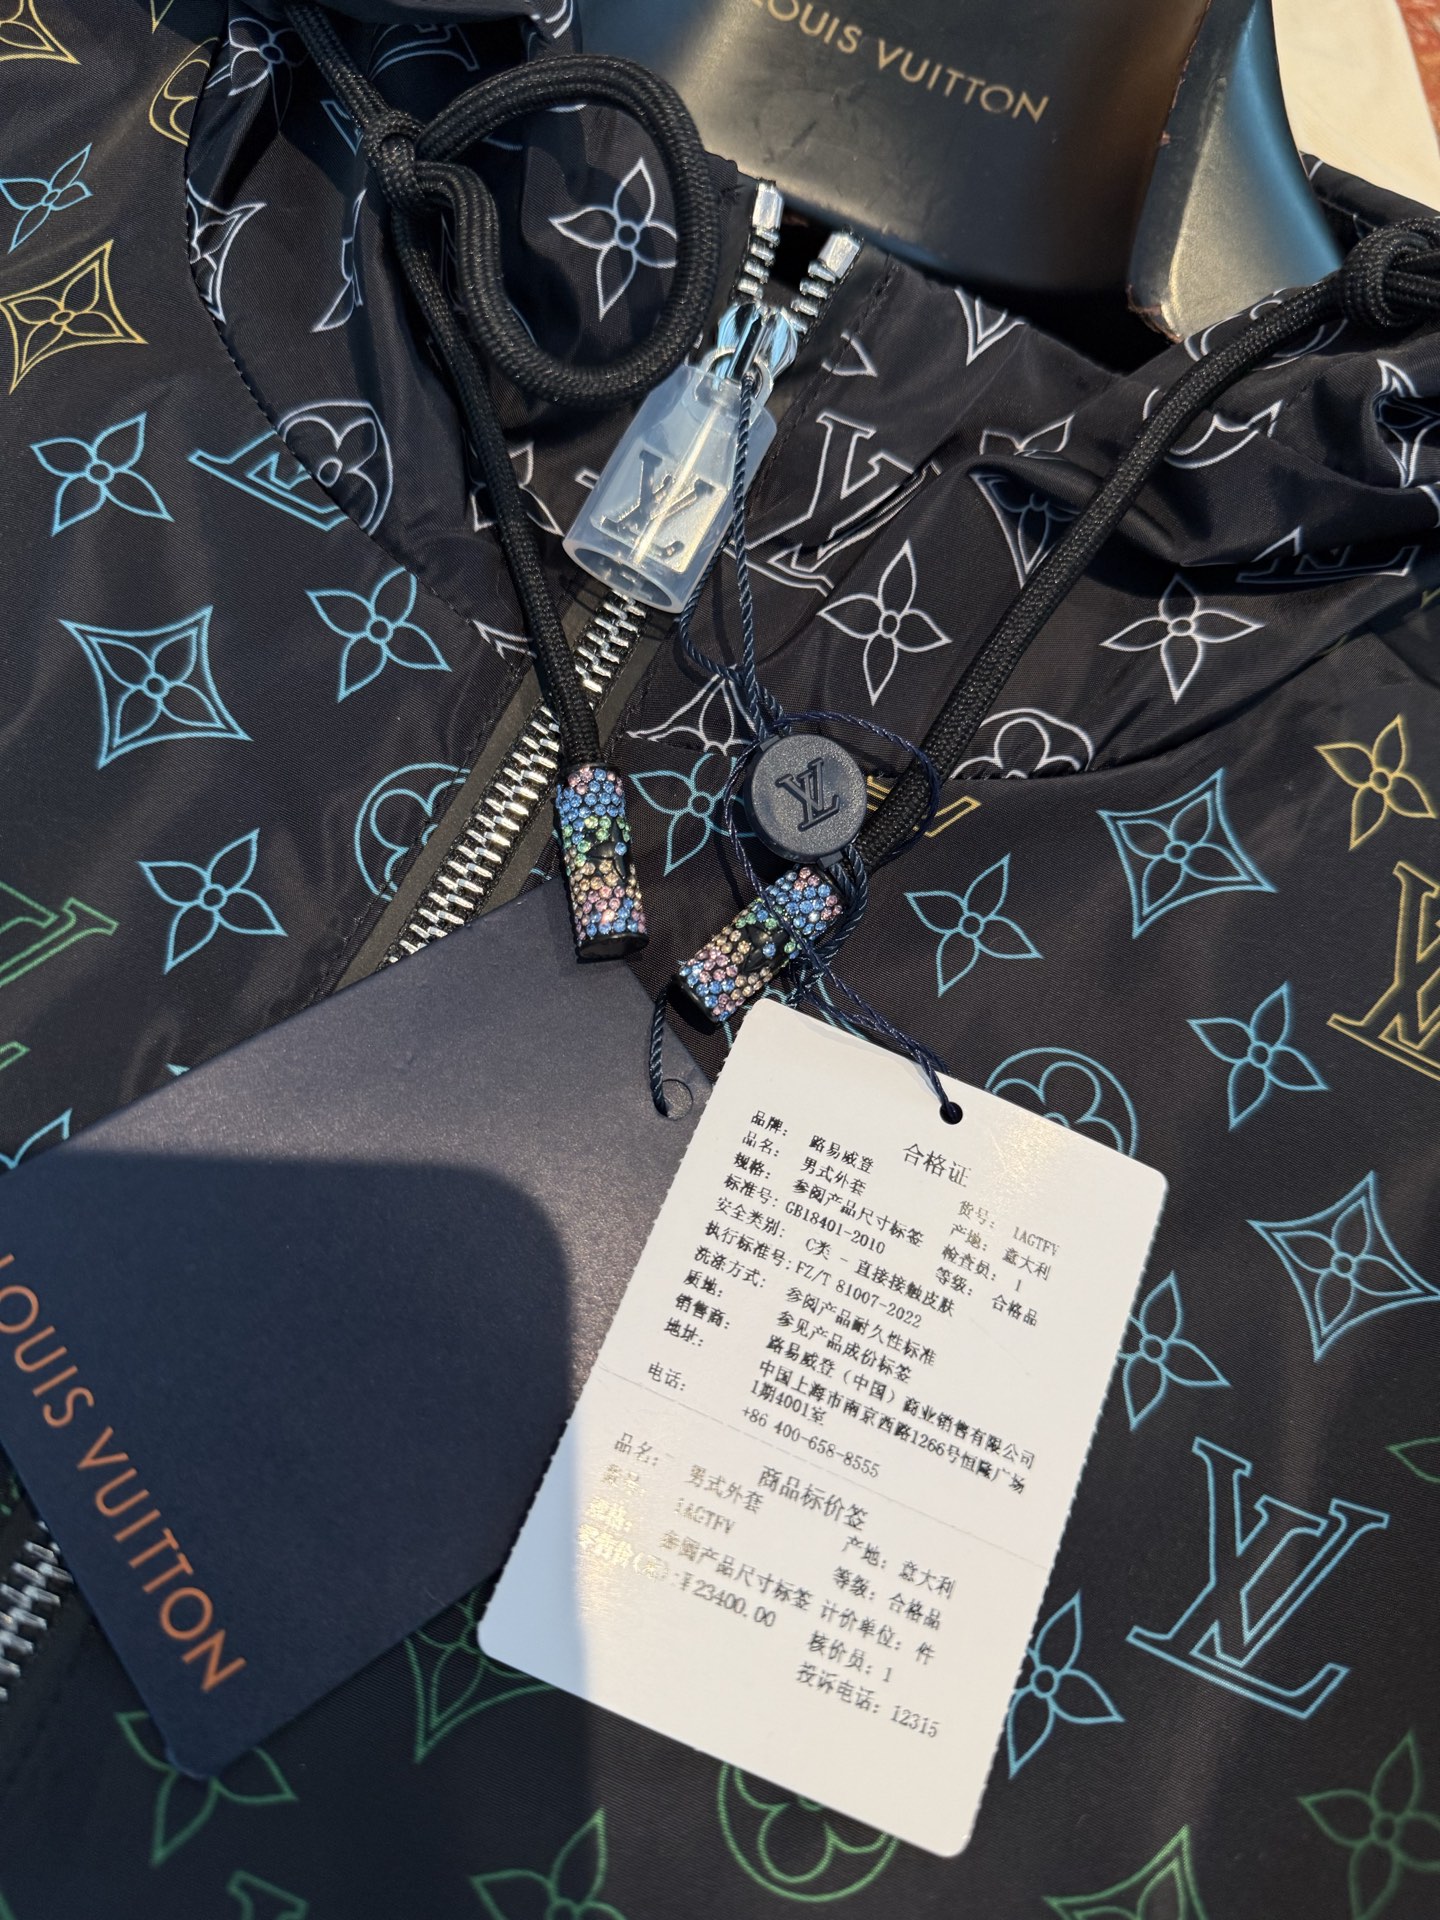 LOUIS VUITTON
LV
LV
LOUIS VUITTON
合格证
品牌: 路易威登 货号: 1AGTFV
品名: 男式外套 产地: 意大利
规格: 参阅产品尺寸标签 检查员: 1
标准号: GB18401-2010 等级: 合格品
安全类别: C类 - 直接接触皮肤
执行标准号: FZ/T 81007-2022
洗涤方式: 参阅产品耐久性标准
质地: 参见产品成份标签
销售商: 路易威登（中国）商业销售有限公司
地址: 中国上海市南京西路1266号恒隆广场
1期4001室
电话: +86 400-658-8555
商品标价签
品名: 男式外套 产地: 意大利
货号: 1AGTFV 等级: 合格品
参阅产品尺寸标签 计价单位: 件
(元): ¥23400.00 核价员: 1
投诉电话: 12315